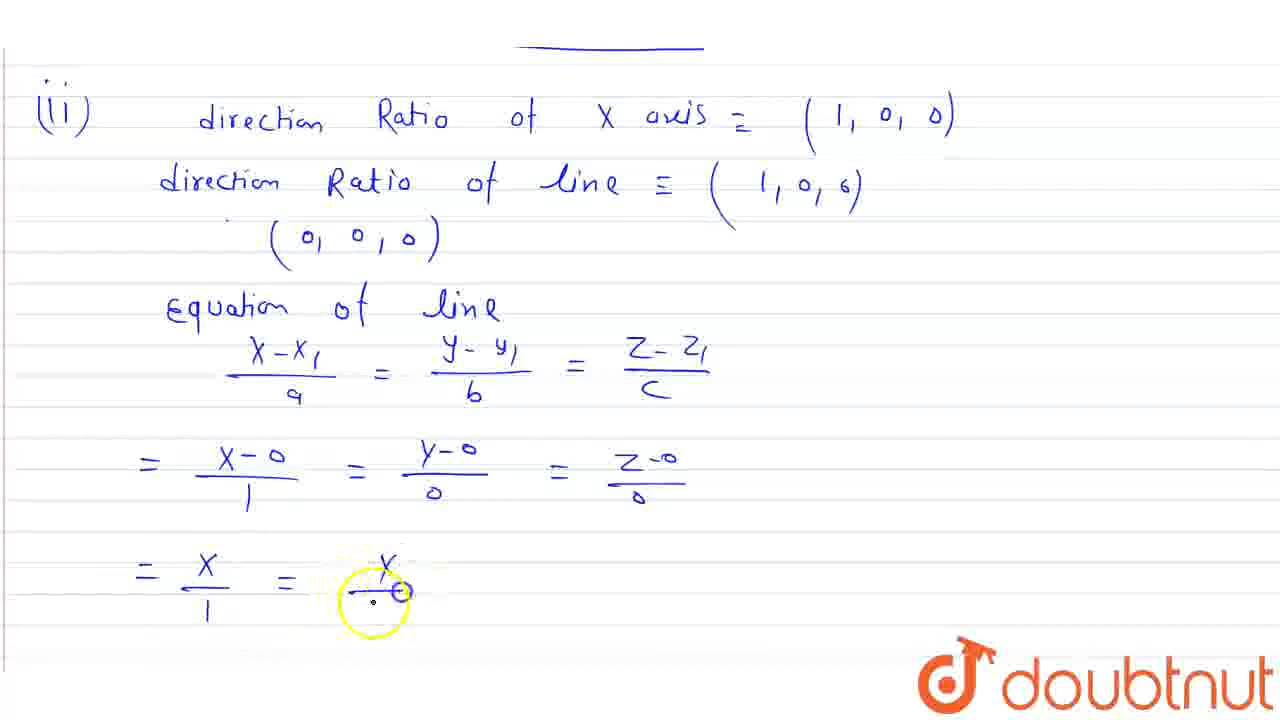 (ii) direction Ratio of X axis ≡ (1, 0, 0)
direction Ratio of line ≡ (1, 0, 0)
(0, 0, 0)
Equation of line
X-x₁/a = y-y₁/b = Z-Z₁/C
= X-0/1 = Y-0/0 = Z-0/0
= X/1 = Y
doubtnut